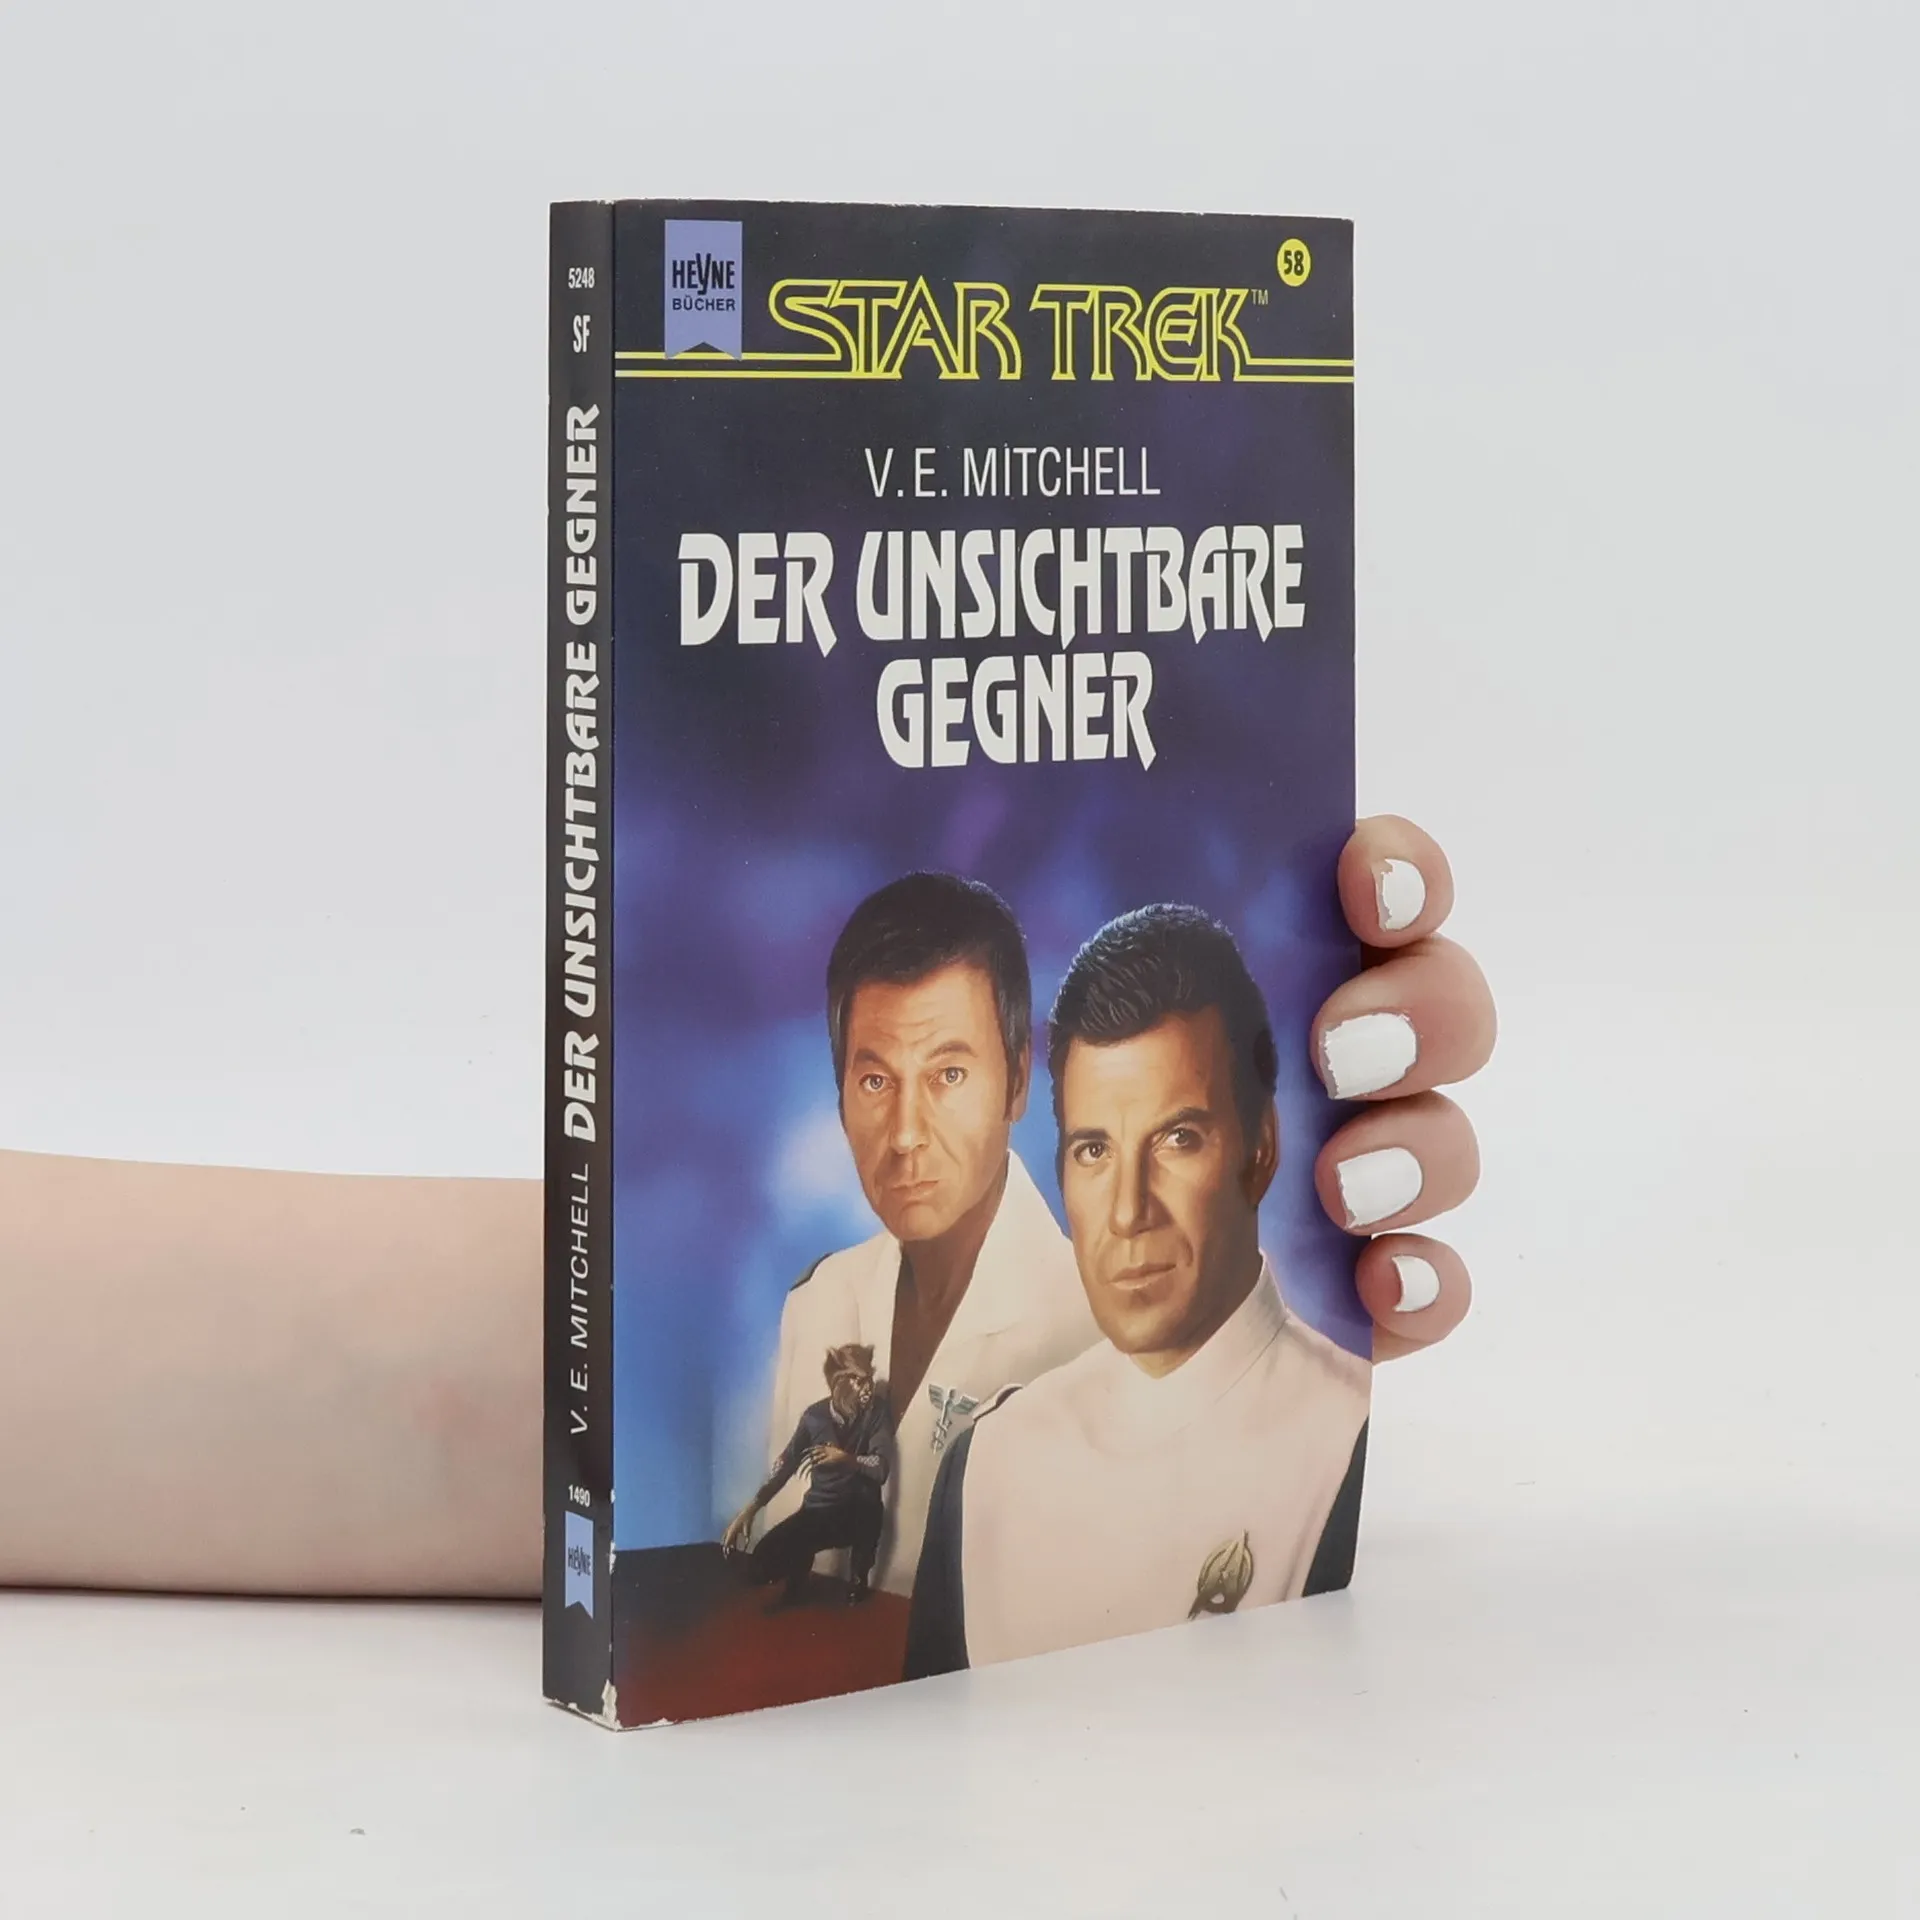 5248
SF
V. E. MITCHELL DER UNSICHTBARE GEGNER
1490
HEYNE
HEYNE
BÜCHER
STAR TREK™
58
V. E. MITCHELL
DER UNSICHTBARE
GEGNER